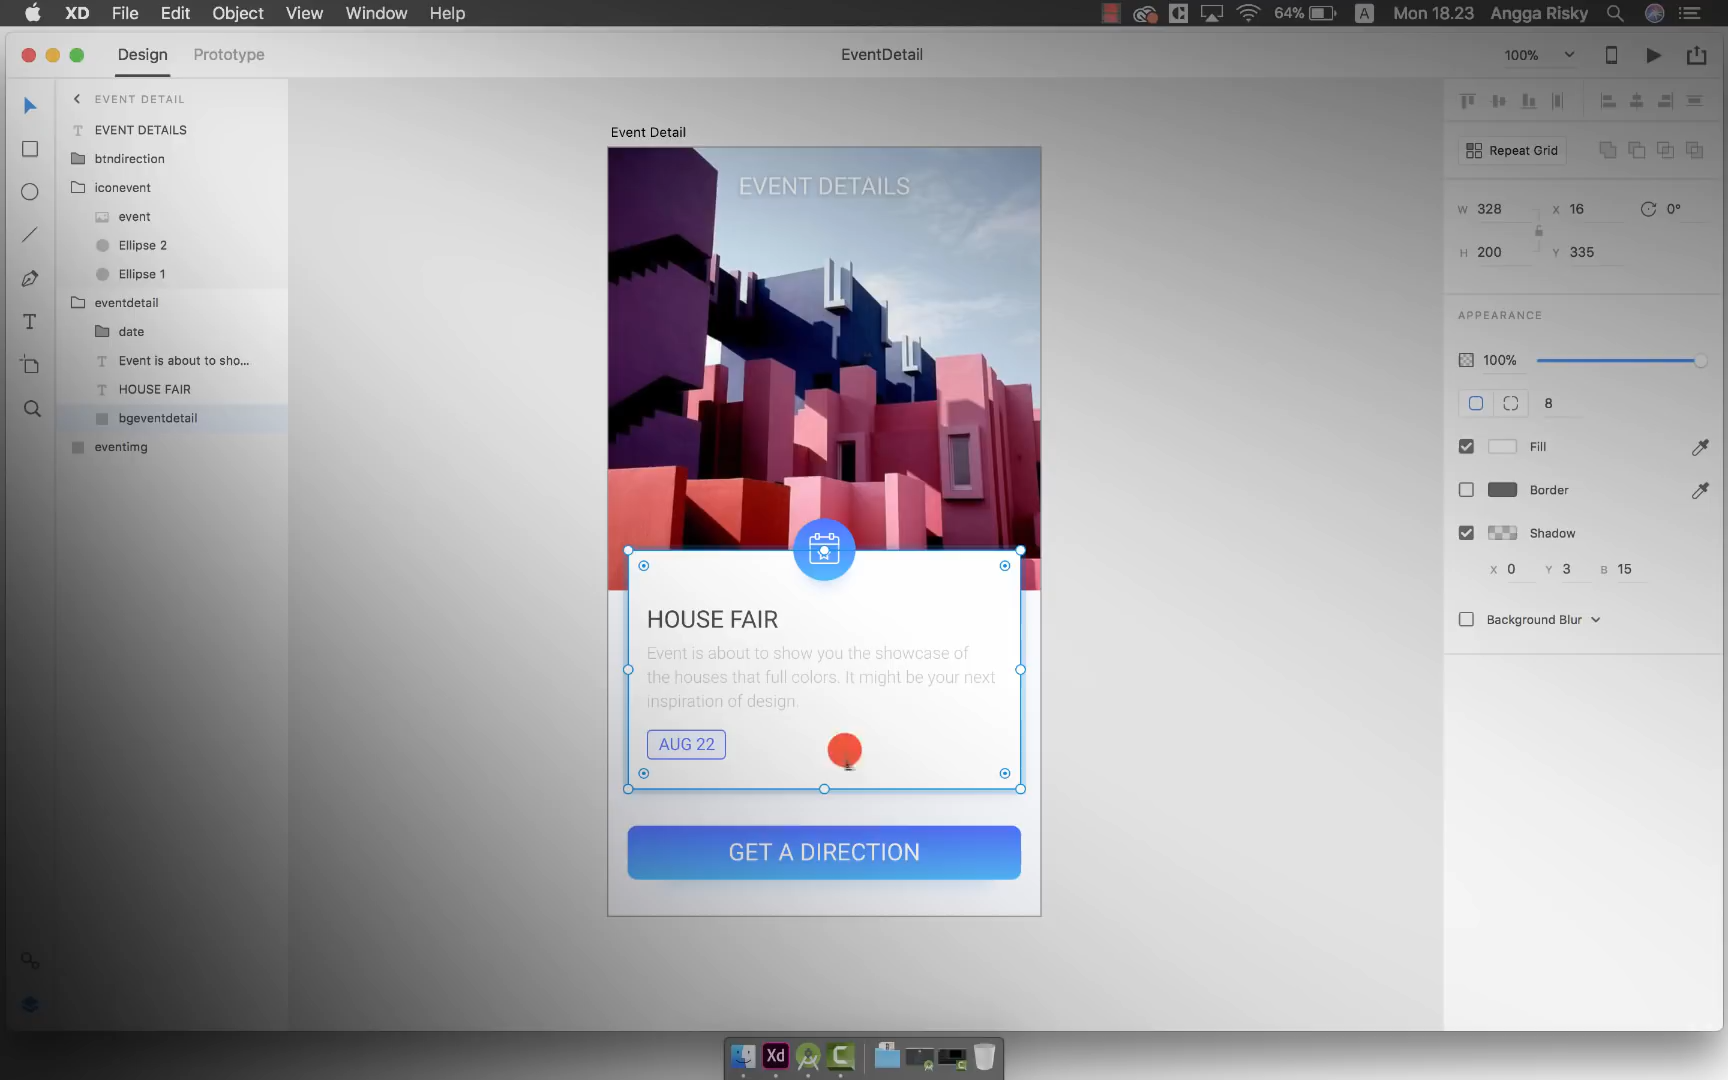 XD File Edit Object View Window Help
64% A Mon 18.23 Angga Risky
Design Prototype
EventDetail
100%
EVENT DETAIL
EVENT DETAILS
btndirection
iconevent
event
Ellipse 2
Ellipse 1
eventdetail
date
Event is about to sho...
HOUSE FAIR
bgeventdetail
eventimg
Event Detail
EVENT DETAILS
HOUSE FAIR
Event is about to show you the showcase of
the houses that full colors. It might be your next
inspiration of design.
AUG 22
GET A DIRECTION
Repeat Grid
W 328 X 16 0°
H 200 Y 335
APPEARANCE
100%
8
Fill
Border
Shadow
X 0 Y 3 B 15
Background Blur
Xd